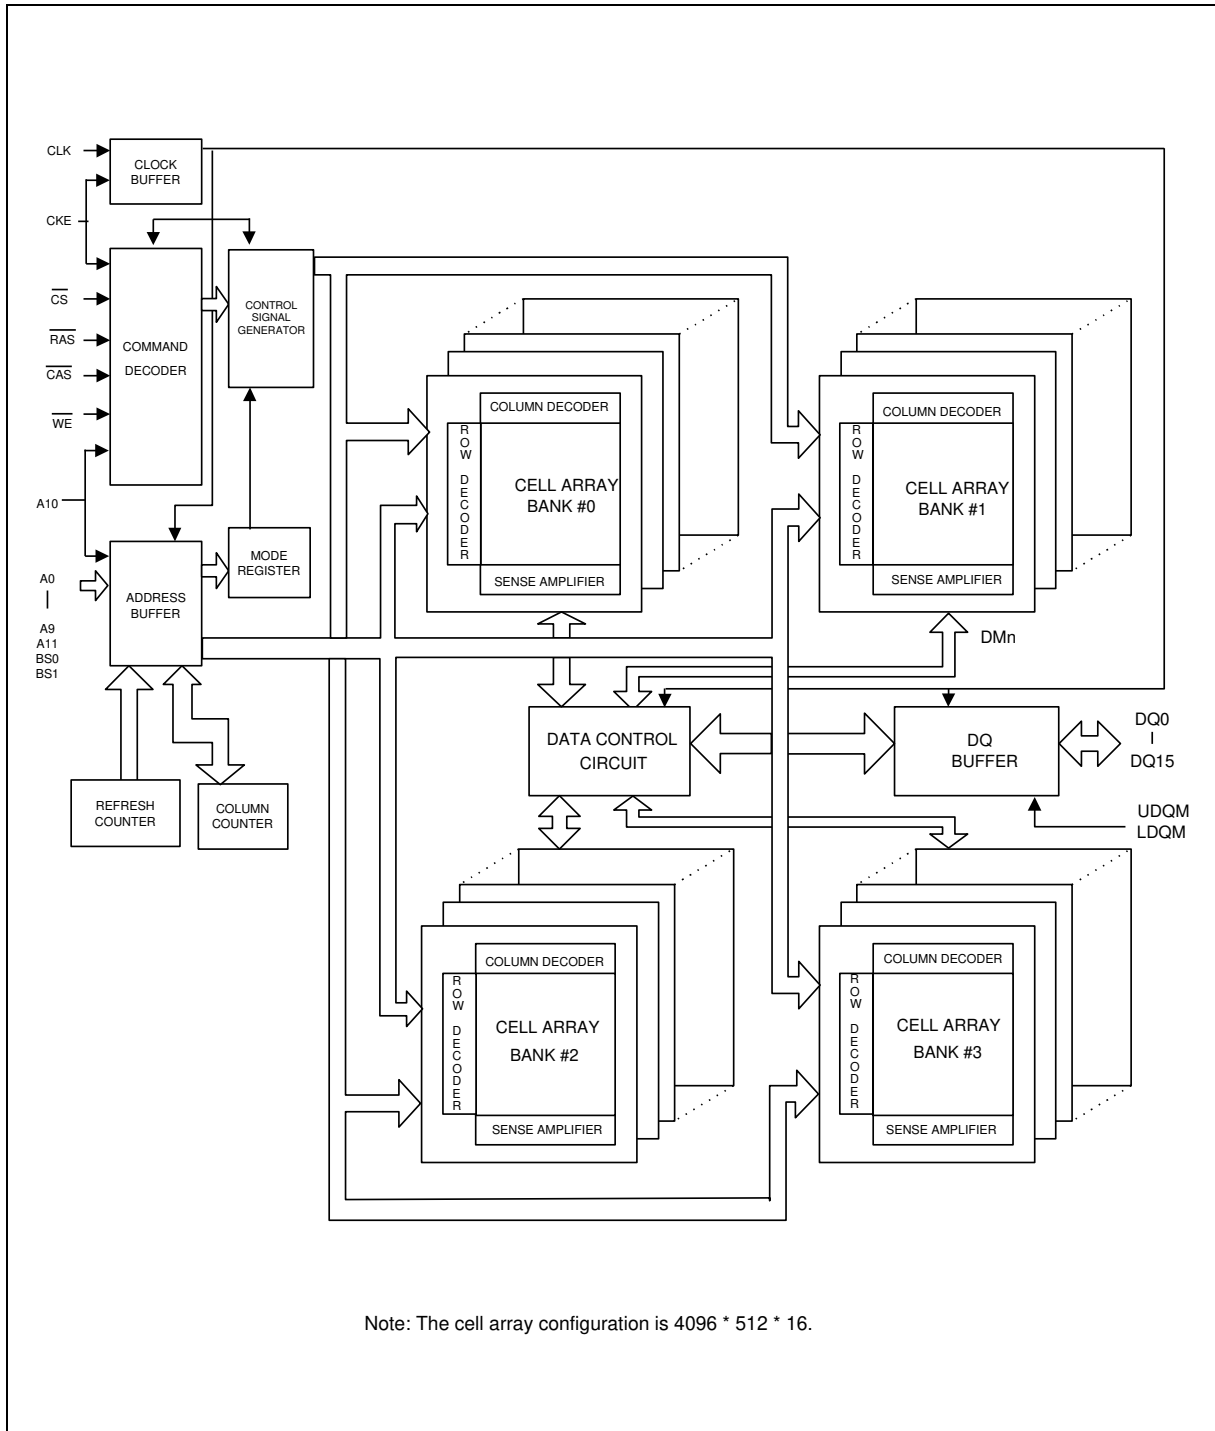 CLK
CLOCK
BUFFER
CKE
CS
RAS
CAS
WE
COMMAND
DECODER
CONTROL
SIGNAL
GENERATOR
A10
A0
A9
A11
BS0
BS1
ADDRESS
BUFFER
MODE
REGISTER
REFRESH
COUNTER
COLUMN
COUNTER
COLUMN DECODER
ROW DECODER
CELL ARRAY
BANK #0
SENSE AMPLIFIER
COLUMN DECODER
ROW DECODER
CELL ARRAY
BANK #1
SENSE AMPLIFIER
DMn
DATA CONTROL
CIRCUIT
DQ
BUFFER
DQ0
DQ15
UDQM
LDQM
COLUMN DECODER
ROW DECODER
CELL ARRAY
BANK #2
SENSE AMPLIFIER
COLUMN DECODER
ROW DECODER
CELL ARRAY
BANK #3
SENSE AMPLIFIER
Note: The cell array configuration is 4096 * 512 * 16.